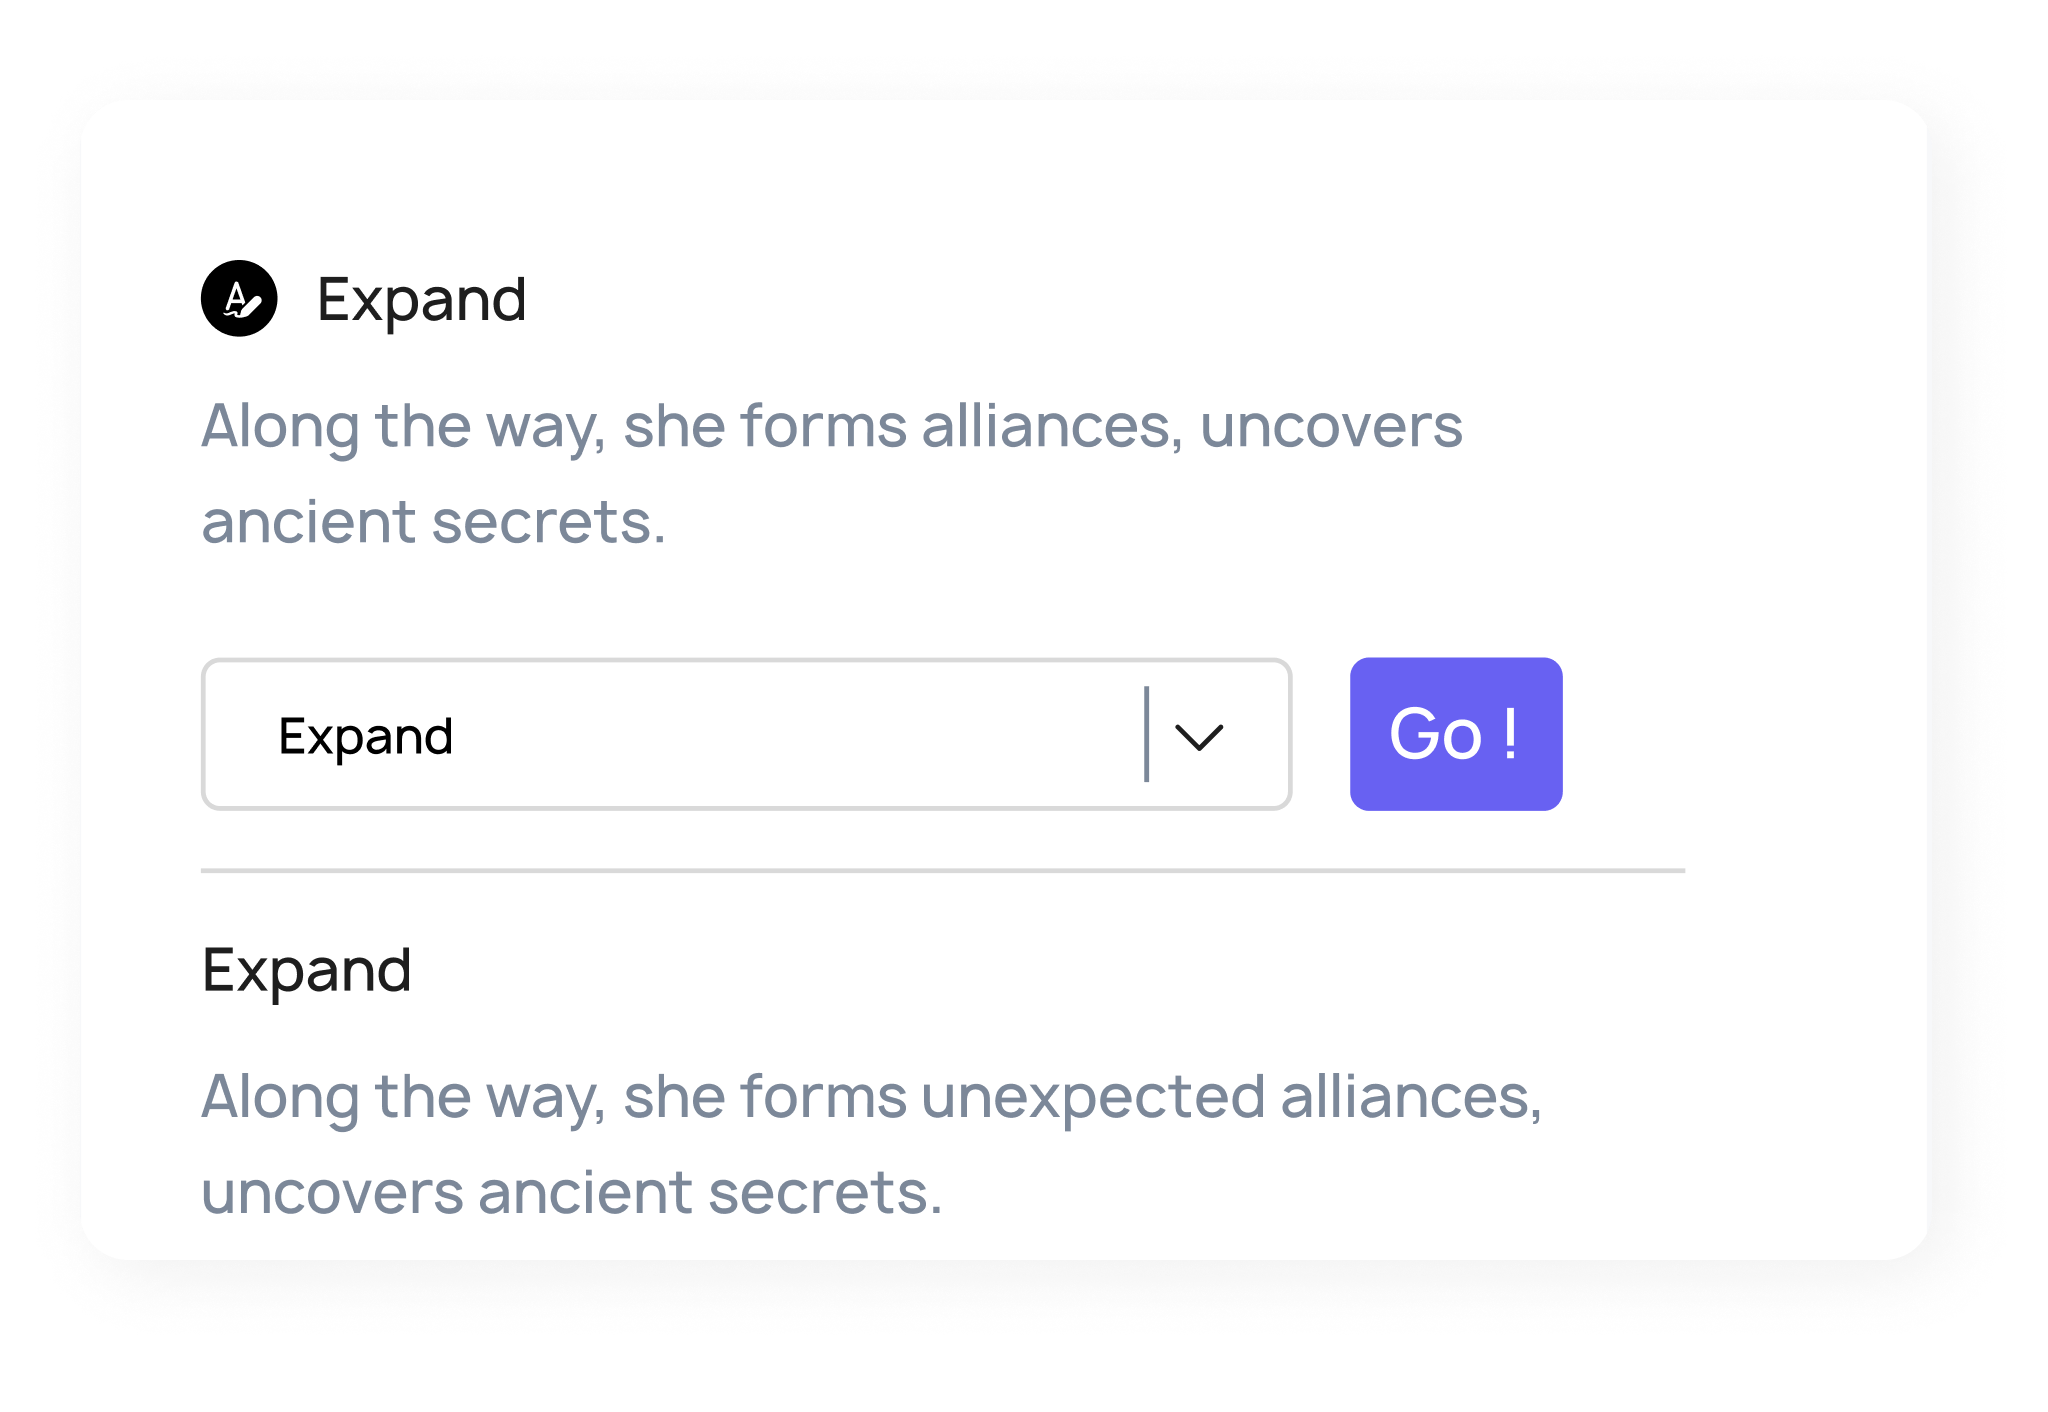 Expand
Along the way, she forms alliances, uncovers
ancient secrets.
Expand
Go !
Expand
Along the way, she forms unexpected alliances,
uncovers ancient secrets.